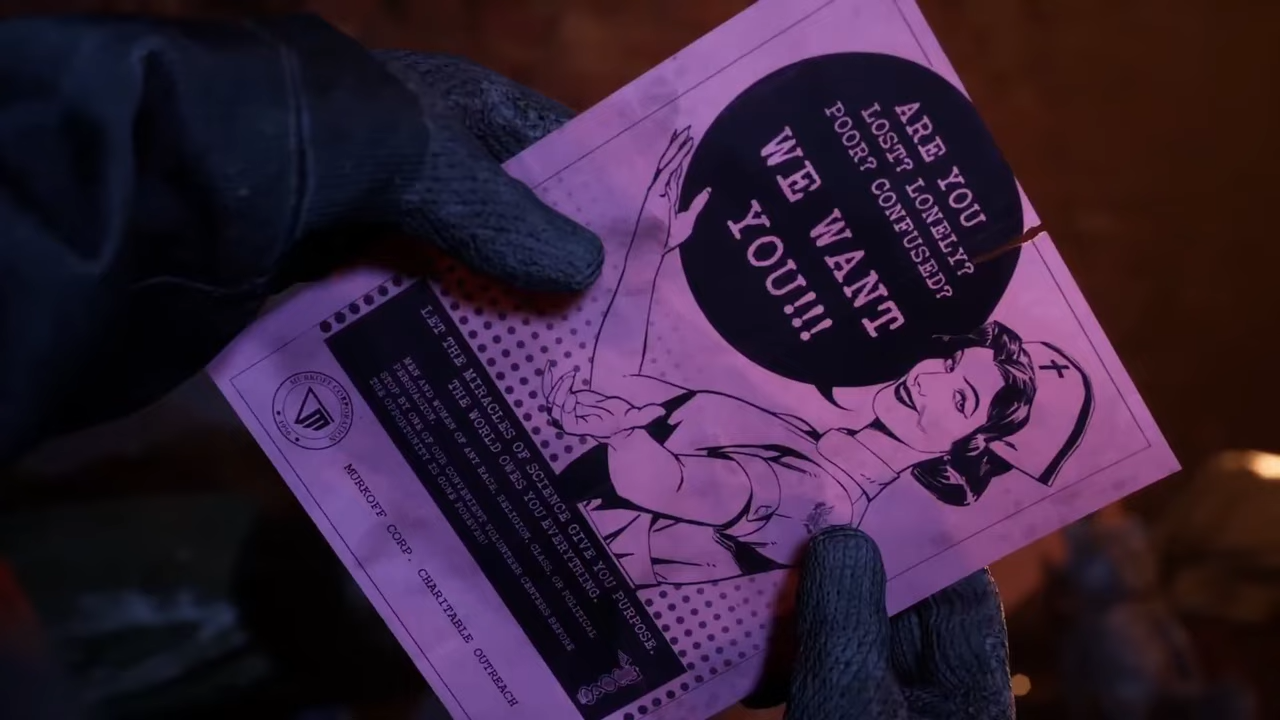 ARE YOU
LOST? LONELY?
POOR? CONFUSED?
WE WANT
YOU!!!
LET THE MIRACLES OF SCIENCE GIVE YOU PURPOSE.
THE WORLD OWES YOU EVERYTHING.
MEN AND WOMEN OF ANY RACE, RELIGION, CLASS OR POLITICAL
PERSUASION STOP BY ONE OF OUR CONVENIENT VOLUNTEER CENTERS BEFORE
THE OPPORTUNITY IS GONE FOREVER!
MURKOFF CORPORATION
1956
MURKOFF CORP. CHARITABLE OUTREACH